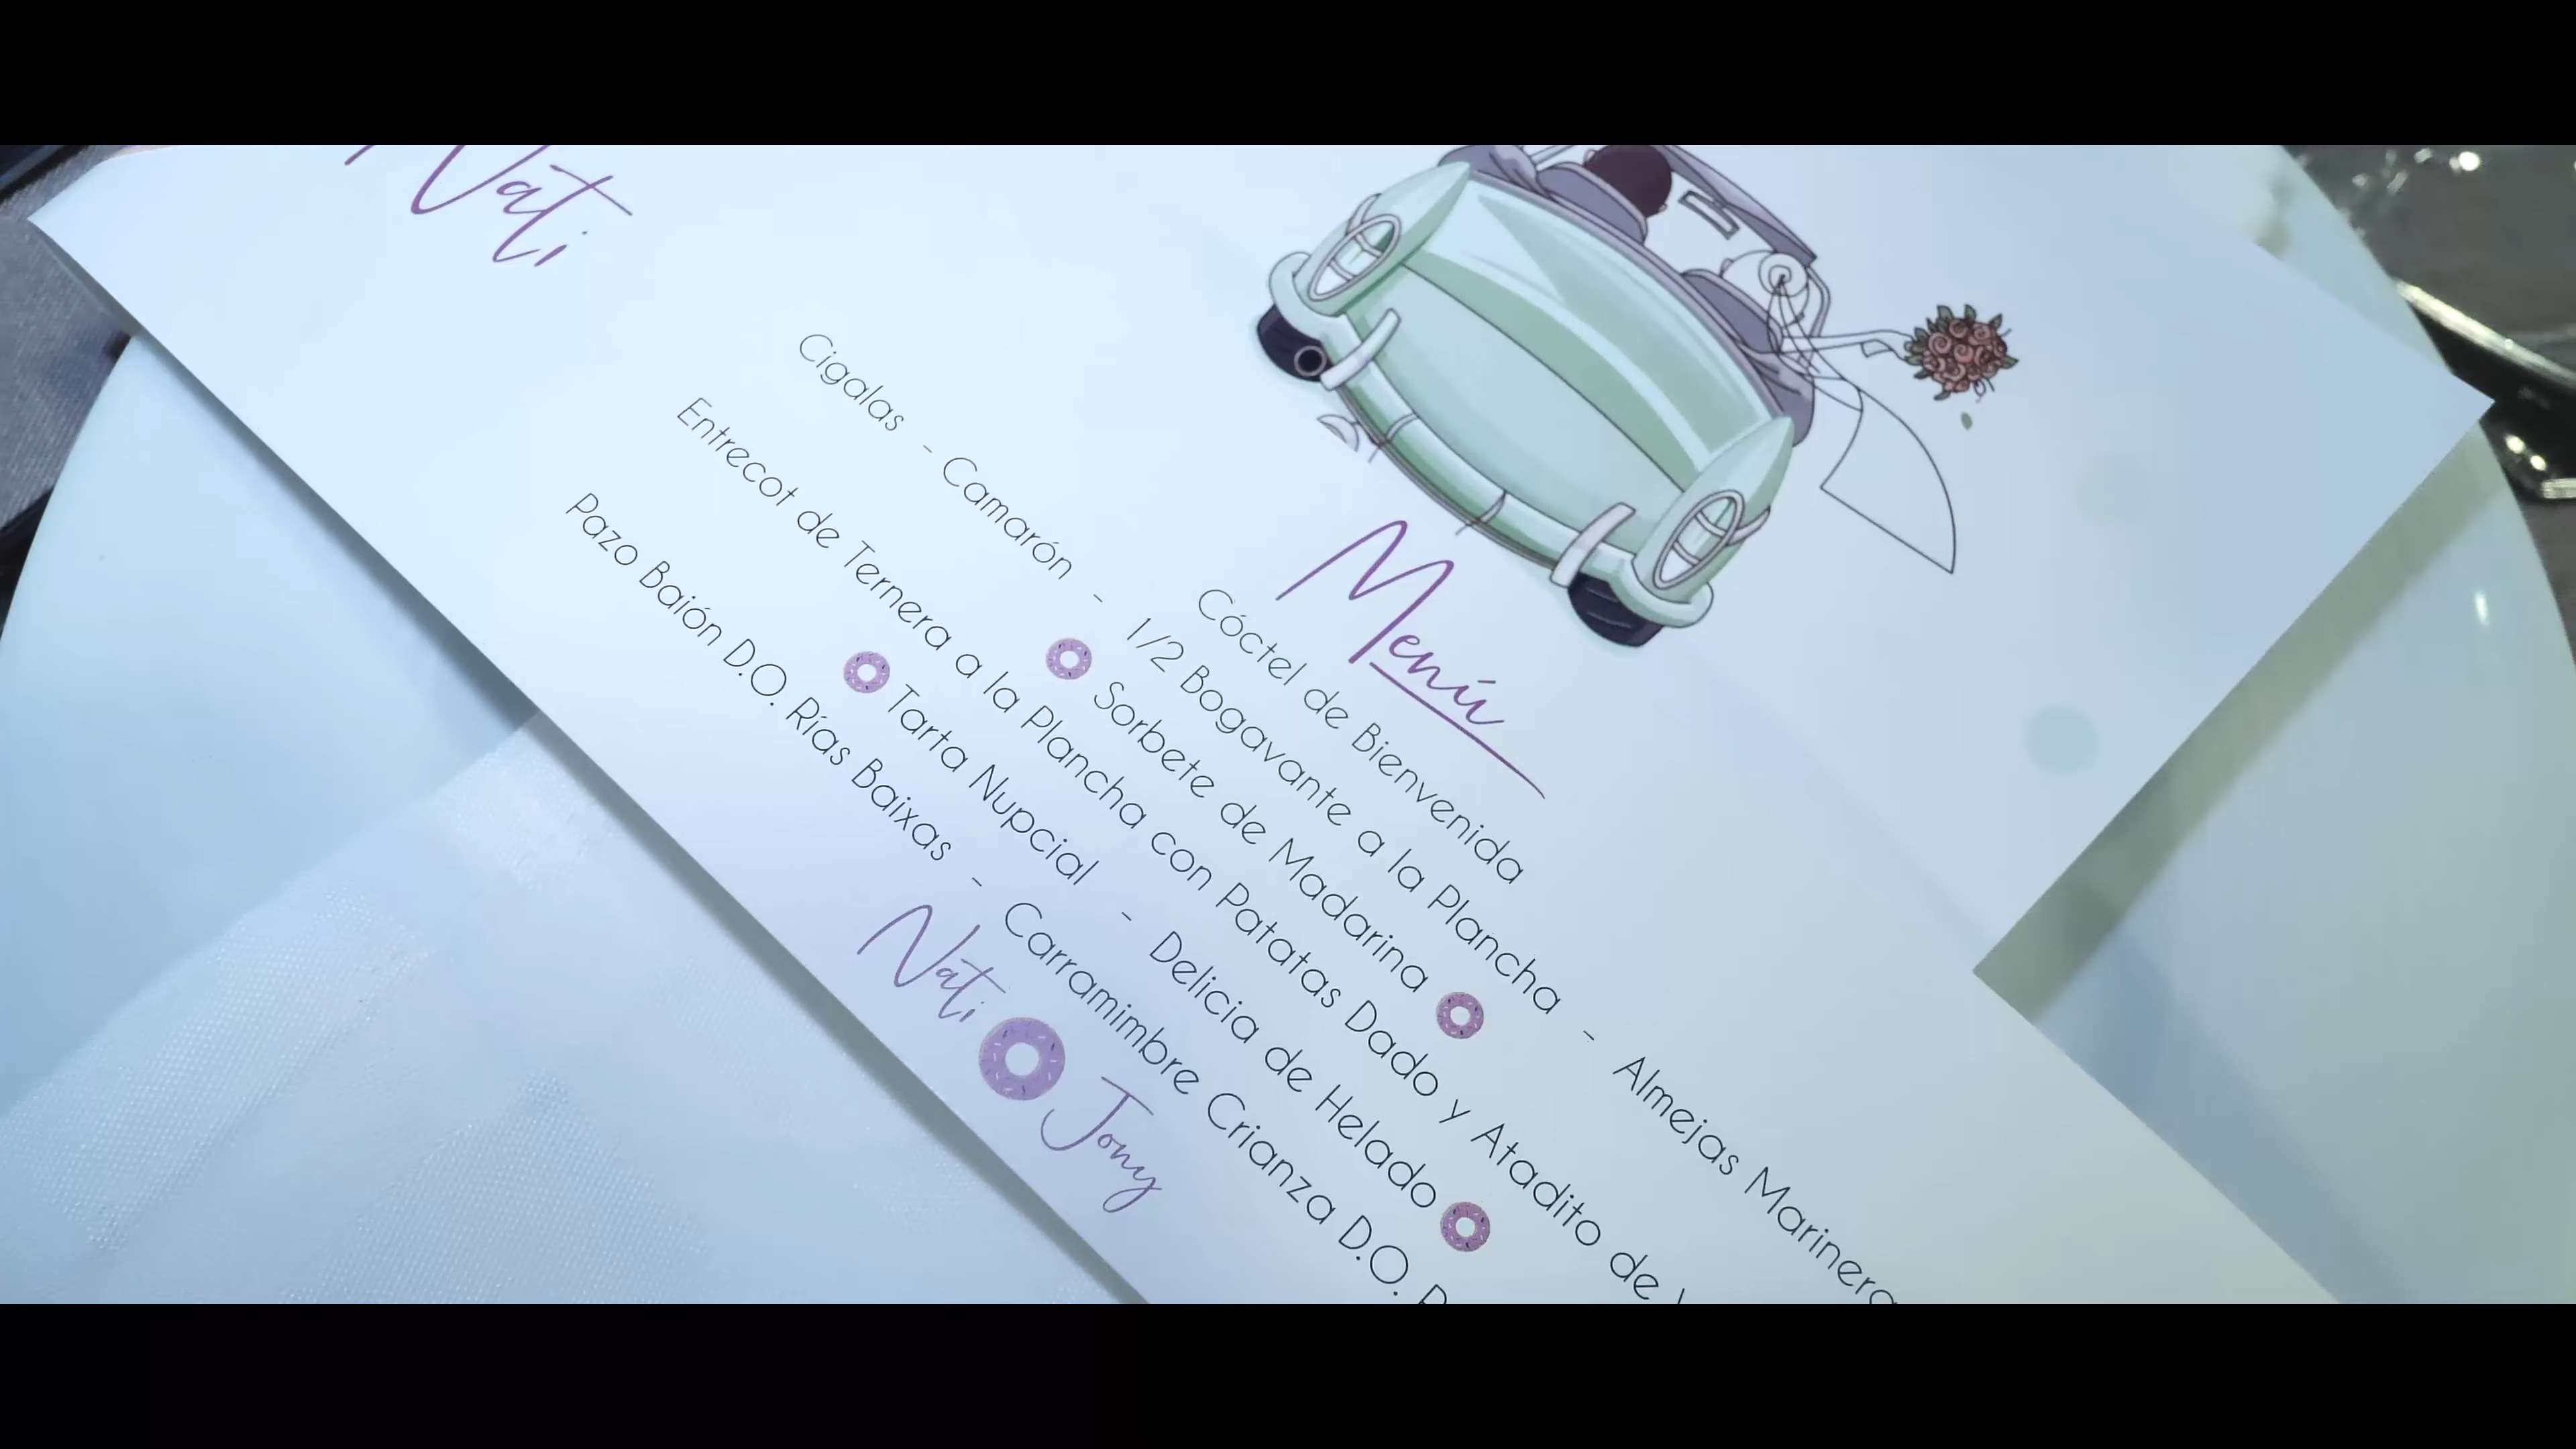 Nati
Menú
Cóctel de Bienvenida
Cigalas - Camarón - 1/2 Bogavante a la Plancha - Almejas Marinera
Sorbete de Madarina
Entrecot de Ternera a la Plancha con Patatas Dado y Atadito de
Tarta Nupcial - Delicia de Helado
Pazo Baión D.O. Rías Baixas - Carramimbre Crianza D.O.
Nati Jony